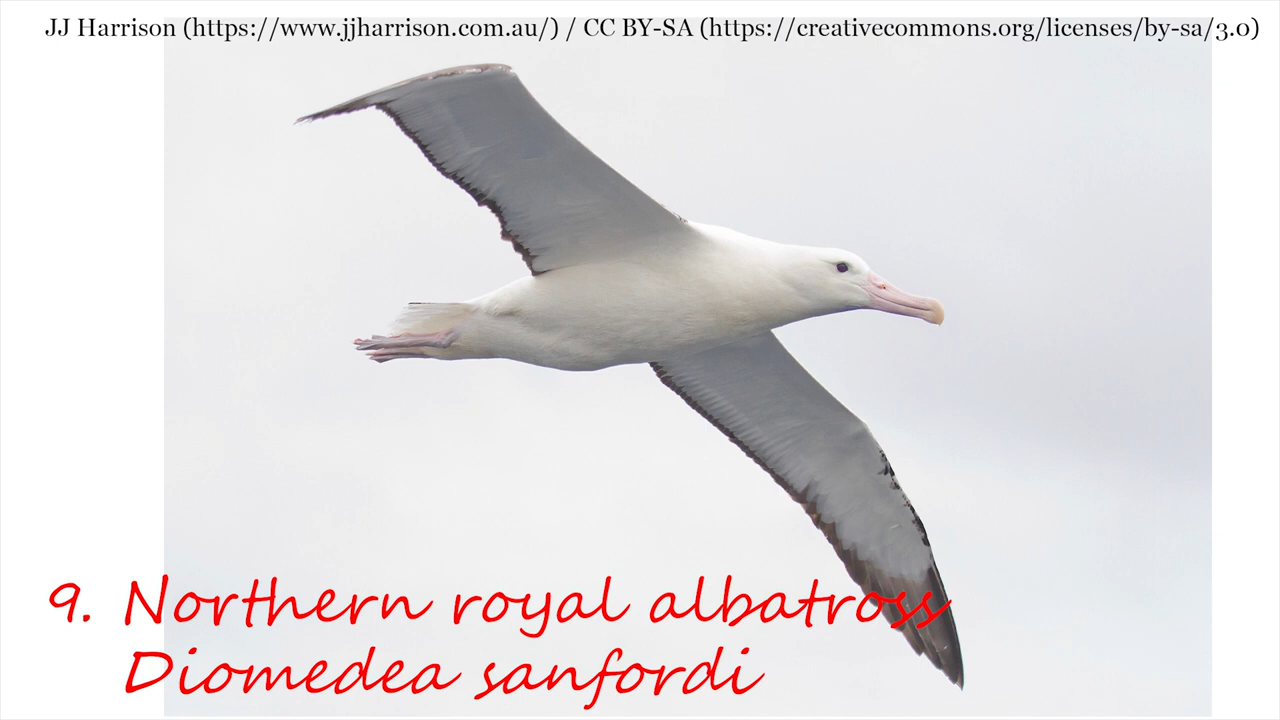 JJ Harrison (https://www.jjharrison.com.au/) / CC BY-SA (https://creativecommons.org/licenses/by-sa/3.0)
9. Northern royal albatross
Diomedea sanfordi